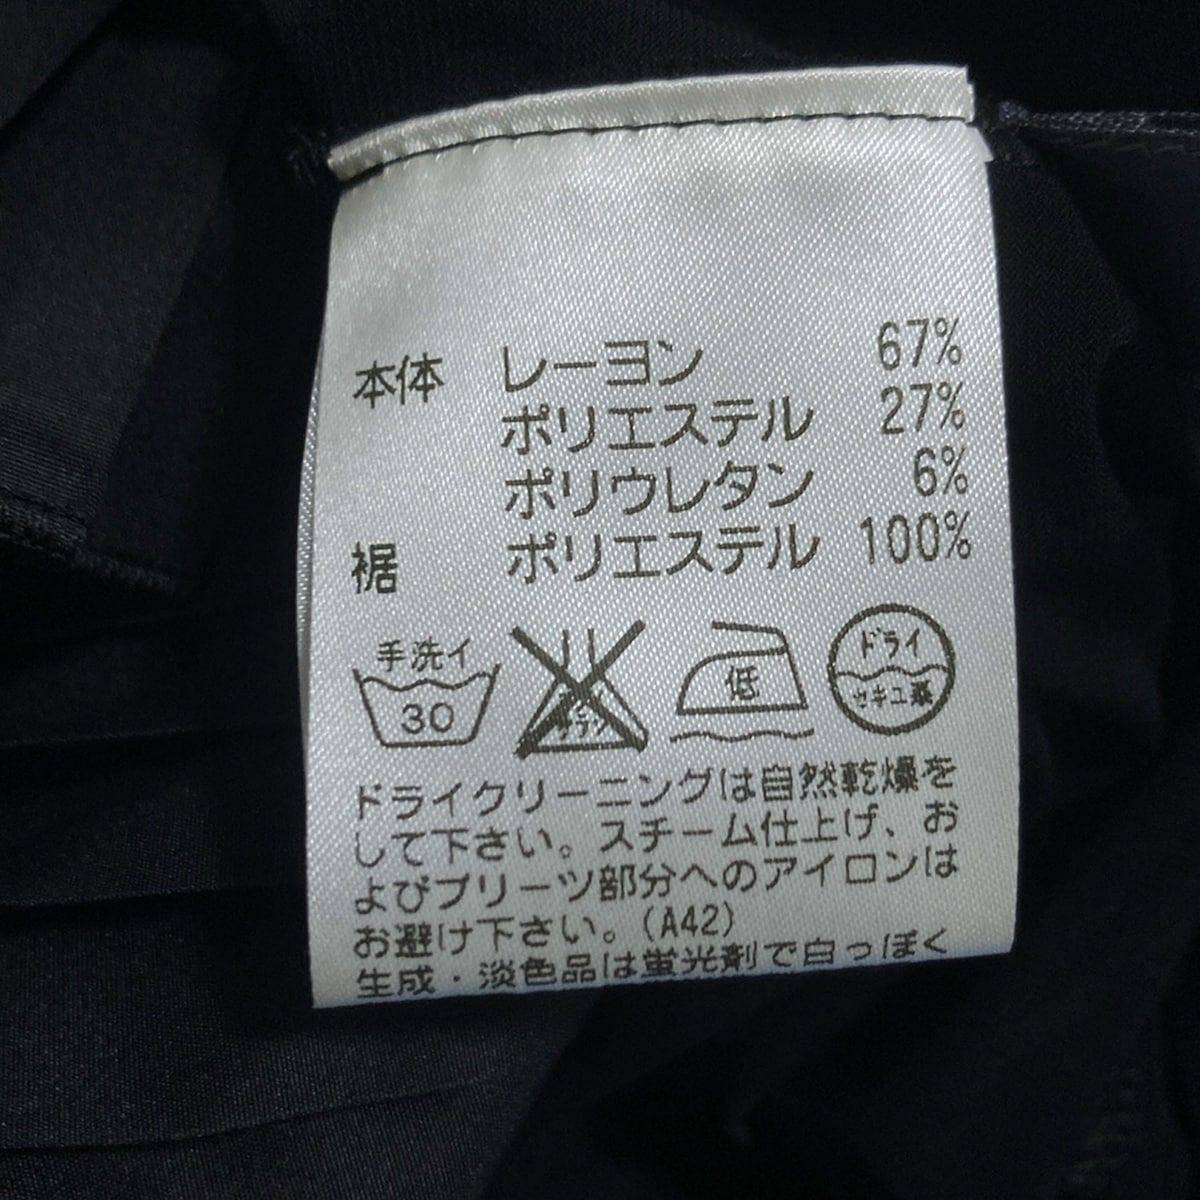 本体 レーヨン 67%
ポリエステル 27%
ポリウレタン 6%
裾 ポリエステル 100%
手洗イ 30
低
ドライ セキユ系
ドライクリーニングは自然乾燥を
して下さい。スチーム仕上げ、お
よびプリーツ部分へのアイロンは
お避け下さい。(A42)
生成・淡色品は蛍光剤で白っぽく